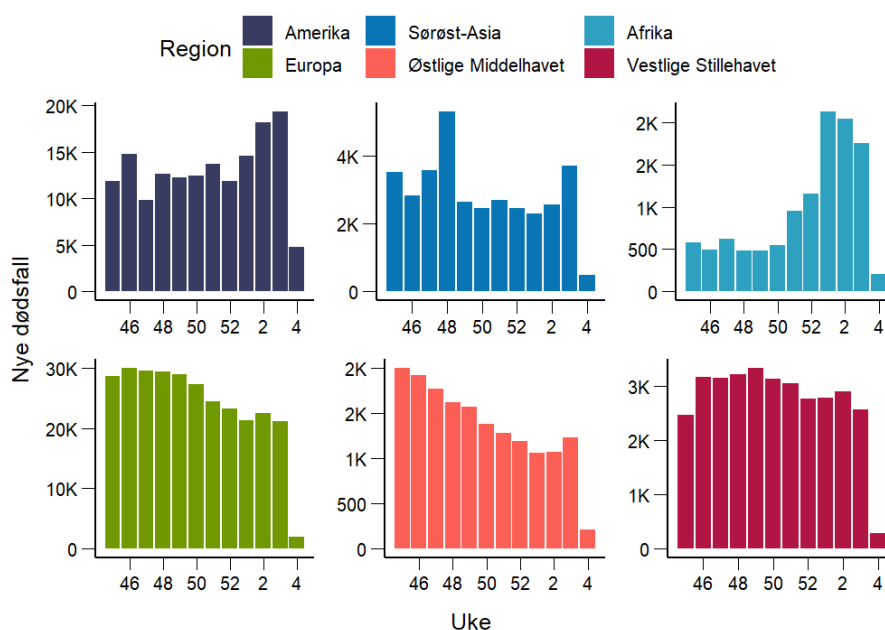 Region
Amerika
Sørøst-Asia
Afrika
Europa
Østlige Middelhavet
Vestlige Stillehavet
Nye dødsfall
20K
15K
10K
5K
0
46 48 50 52 2 4
4K
2K
0
46 48 50 52 2 4
2K
2K
1K
500
0
46 48 50 52 2 4
30K
20K
10K
0
46 48 50 52 2 4
2K
2K
1K
500
0
46 48 50 52 2 4
3K
2K
1K
0
46 48 50 52 2 4
Uke